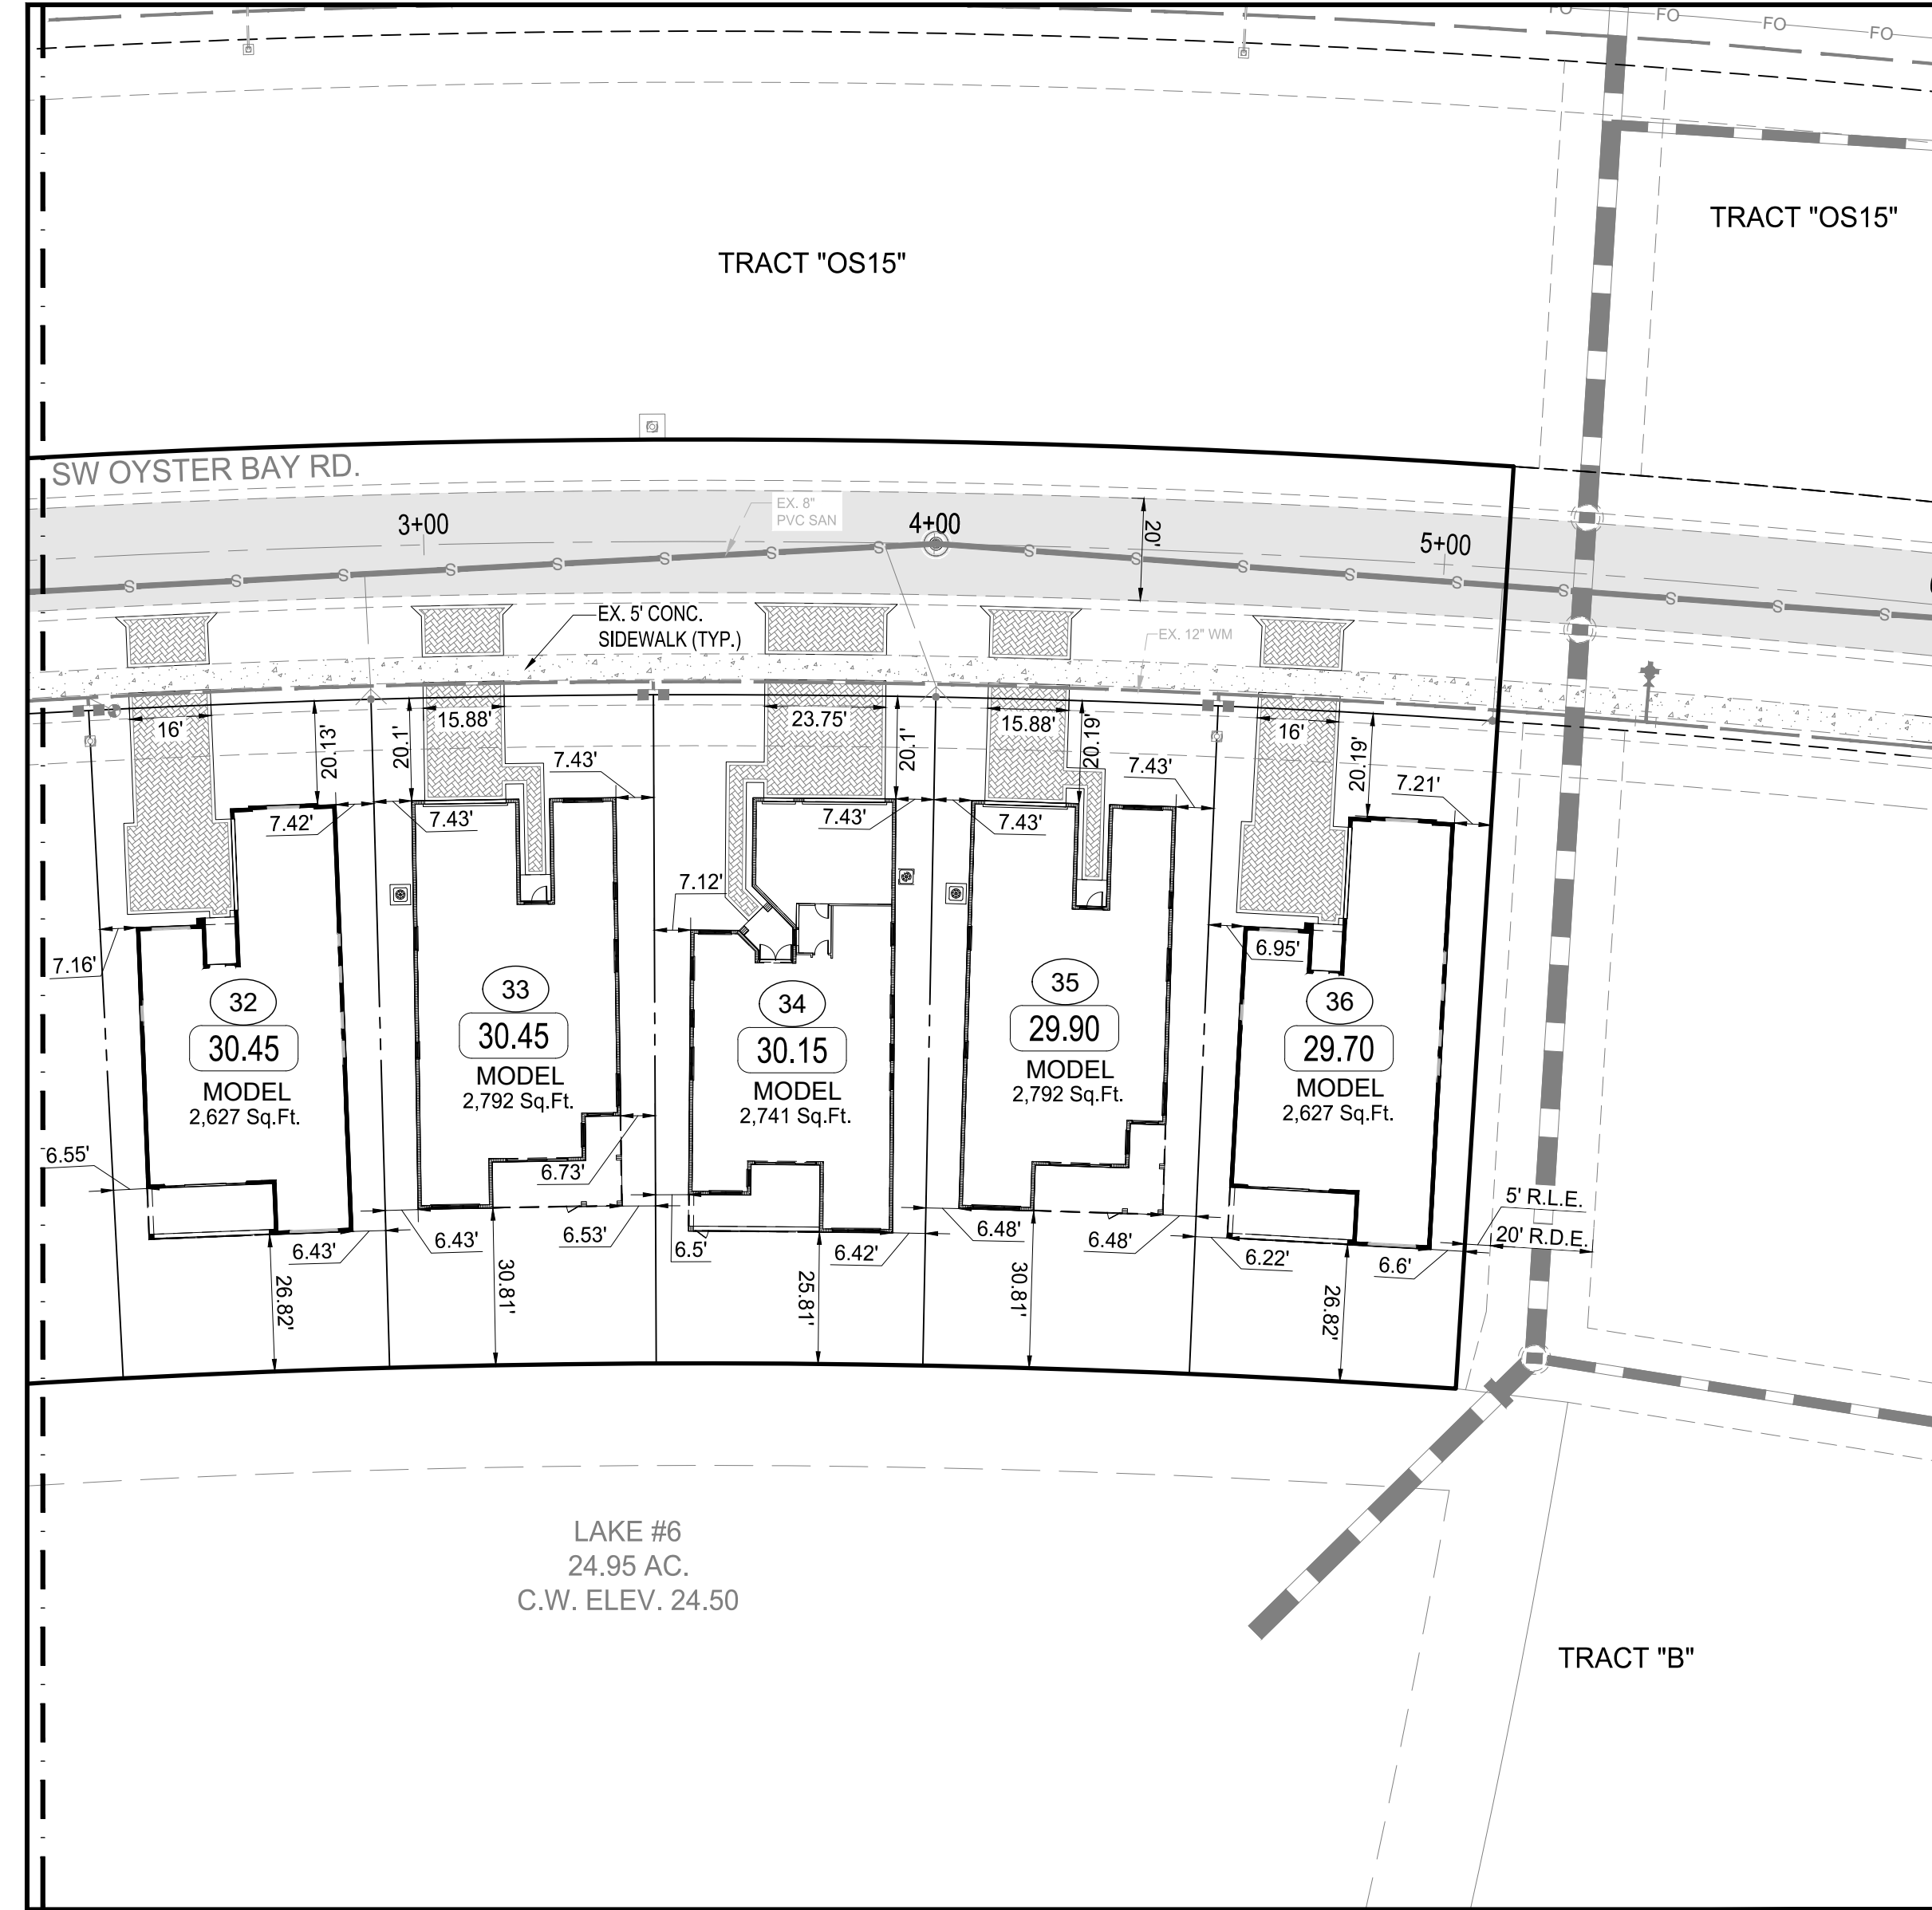 FO
FO
FO
FO
TRACT "OS15"
TRACT "OS15"
SW OYSTER BAY RD.
EX. 8"
PVC SAN
3+00
4+00
5+00
20'
S S S S S S S S S S S S S S S S S
EX. 5' CONC.
SIDEWALK (TYP.)
EX. 12" WM
16'
20.13'
20.1'
15.88'
23.75'
20.1'
15.88'
20.19'
16'
20.19'
7.43'
7.43'
7.21'
7.42'
7.43'
7.43'
7.43'
7.12'
7.16'
6.95'
32
30.45
MODEL
2,627 Sq.Ft.
33
30.45
MODEL
2,792 Sq.Ft.
34
30.15
MODEL
2,741 Sq.Ft.
35
29.90
MODEL
2,792 Sq.Ft.
36
29.70
MODEL
2,627 Sq.Ft.
6.55'
6.73'
6.43'
6.43'
6.53'
6.5'
6.42'
6.48'
6.48'
6.22'
6.6'
5' R.L.E.
20' R.D.E.
26.82'
30.81'
25.81'
30.81'
26.82'
LAKE #6
24.95 AC.
C.W. ELEV. 24.50
TRACT "B"